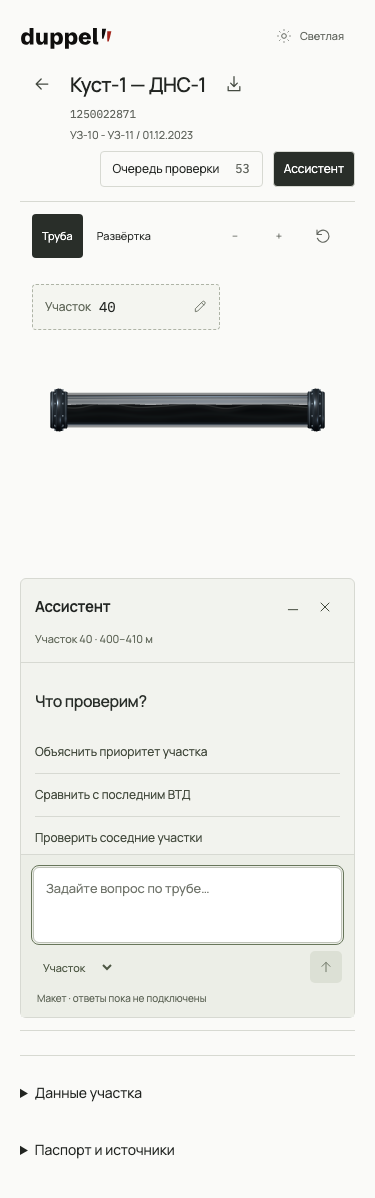 duppel
Светлая
Куст-1 — ДНС-1
1250022871
УЗ-10 - УЗ-11 / 01.12.2023
Очередь проверки 53
Ассистент
Труба
Развёртка
Участок 40
Ассистент
Участок 40 · 400–410 м
Что проверим?
Объяснить приоритет участка
Сравнить с последним ВТД
Проверить соседние участки
Задайте вопрос по трубе…
Участок
Макет · ответы пока не подключены
Данные участка
Паспорт и источники